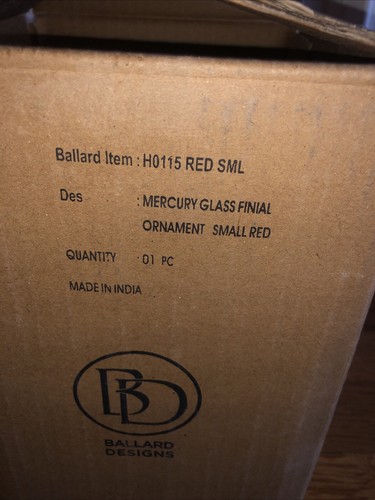 Ballard Item : H0115 RED SML
Des : MERCURY GLASS FINIAL
ORNAMENT SMALL RED
QUANTITY : 01 PC
MADE IN INDIA
BD
BALLARD
DESIGNS